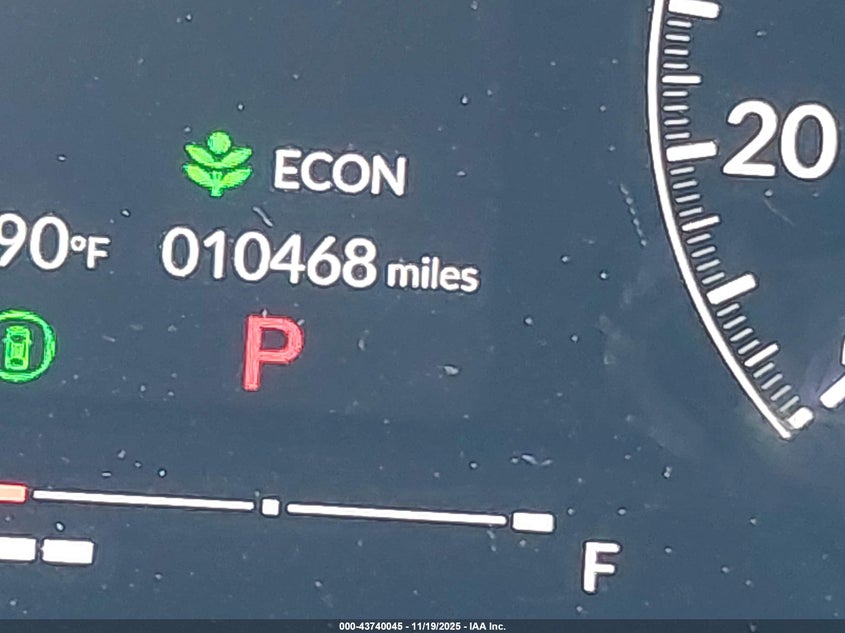 ECON
20
90°F 010468 miles
P
F
000-43740045 - 11/19/2025 - IAA Inc.